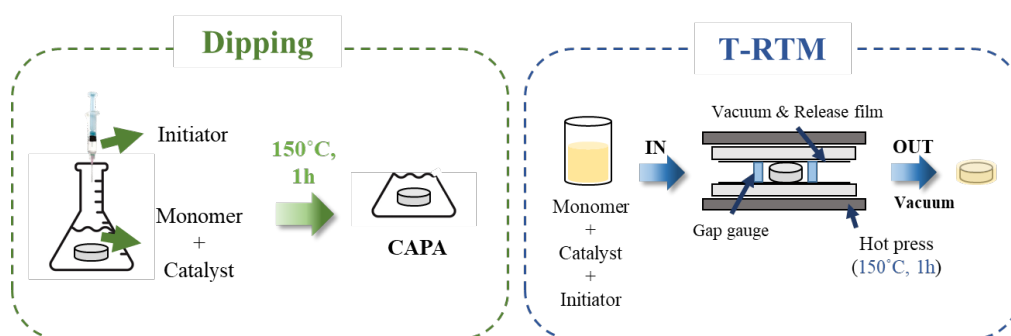 Dipping
Initiator
Monomer
+
Catalyst
150˚C,
1h
CAPA
T-RTM
Monomer
+
Catalyst
+
Initiator
IN
Vacuum & Release film
Gap gauge
Hot press
(150˚C, 1h)
OUT
Vacuum